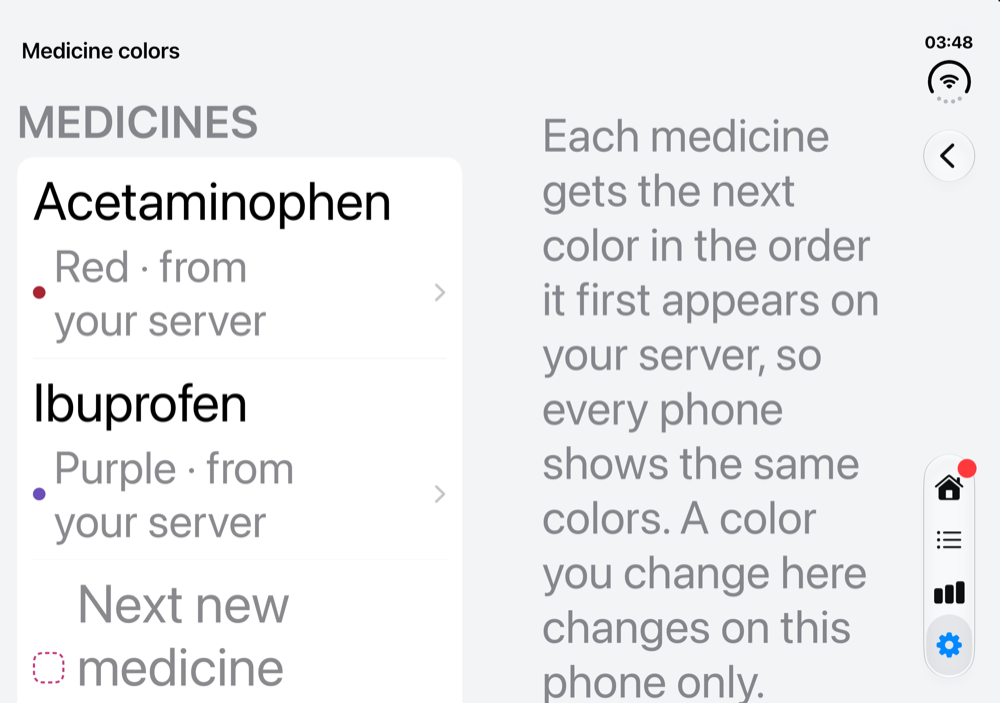 Medicine colors
03:48
MEDICINES
Acetaminophen
Red · from
your server
Ibuprofen
Purple · from
your server
Next new
medicine
Each medicine
gets the next
color in the order
it first appears on
your server, so
every phone
shows the same
colors. A color
you change here
changes on this
phone only.